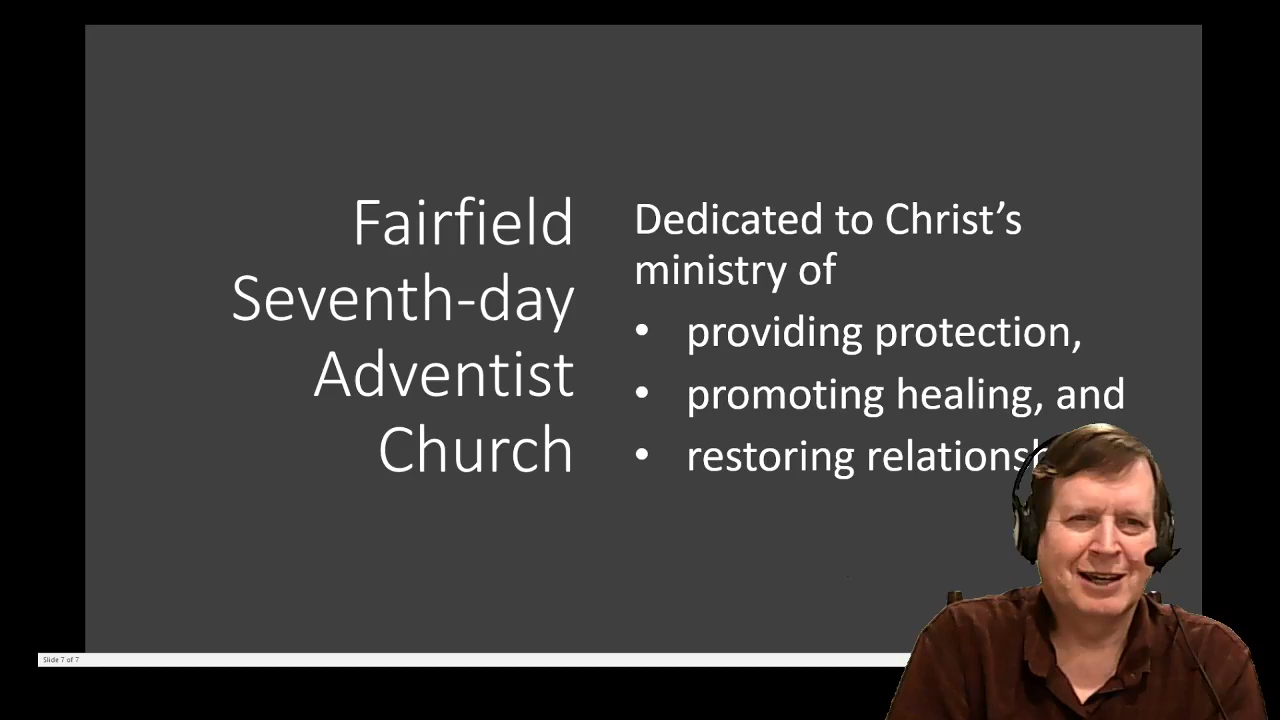 Fairfield
Seventh-day
Adventist
Church
Dedicated to Christ’s
ministry of
• providing protection,
• promoting healing, and
• restoring
Slide 7 of 7